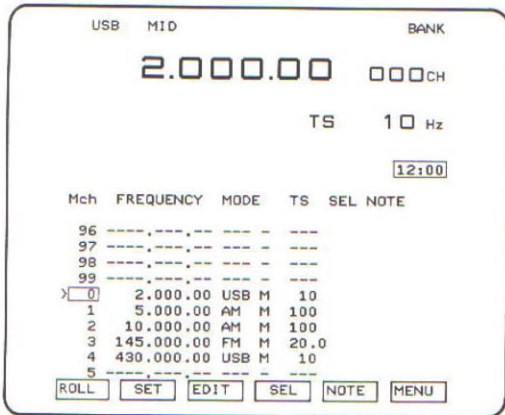 USB MID BANK
2.000.00 000CH
TS 10 Hz
12:00
Mch FREQUENCY MODE TS SEL NOTE
96 ----.---.-- --- - ---
97 ----.---.-- --- - ---
98 ----.---.-- --- - ---
99 ----.---.-- --- - ---
>0 2.000.00 USB M 10
1 5.000.00 AM M 100
2 10.000.00 AM M 100
3 145.000.00 FM M 20.0
4 430.000.00 USB M 10
5 ----.---.-- --- - ---
ROLL SET EDIT SEL NOTE MENU